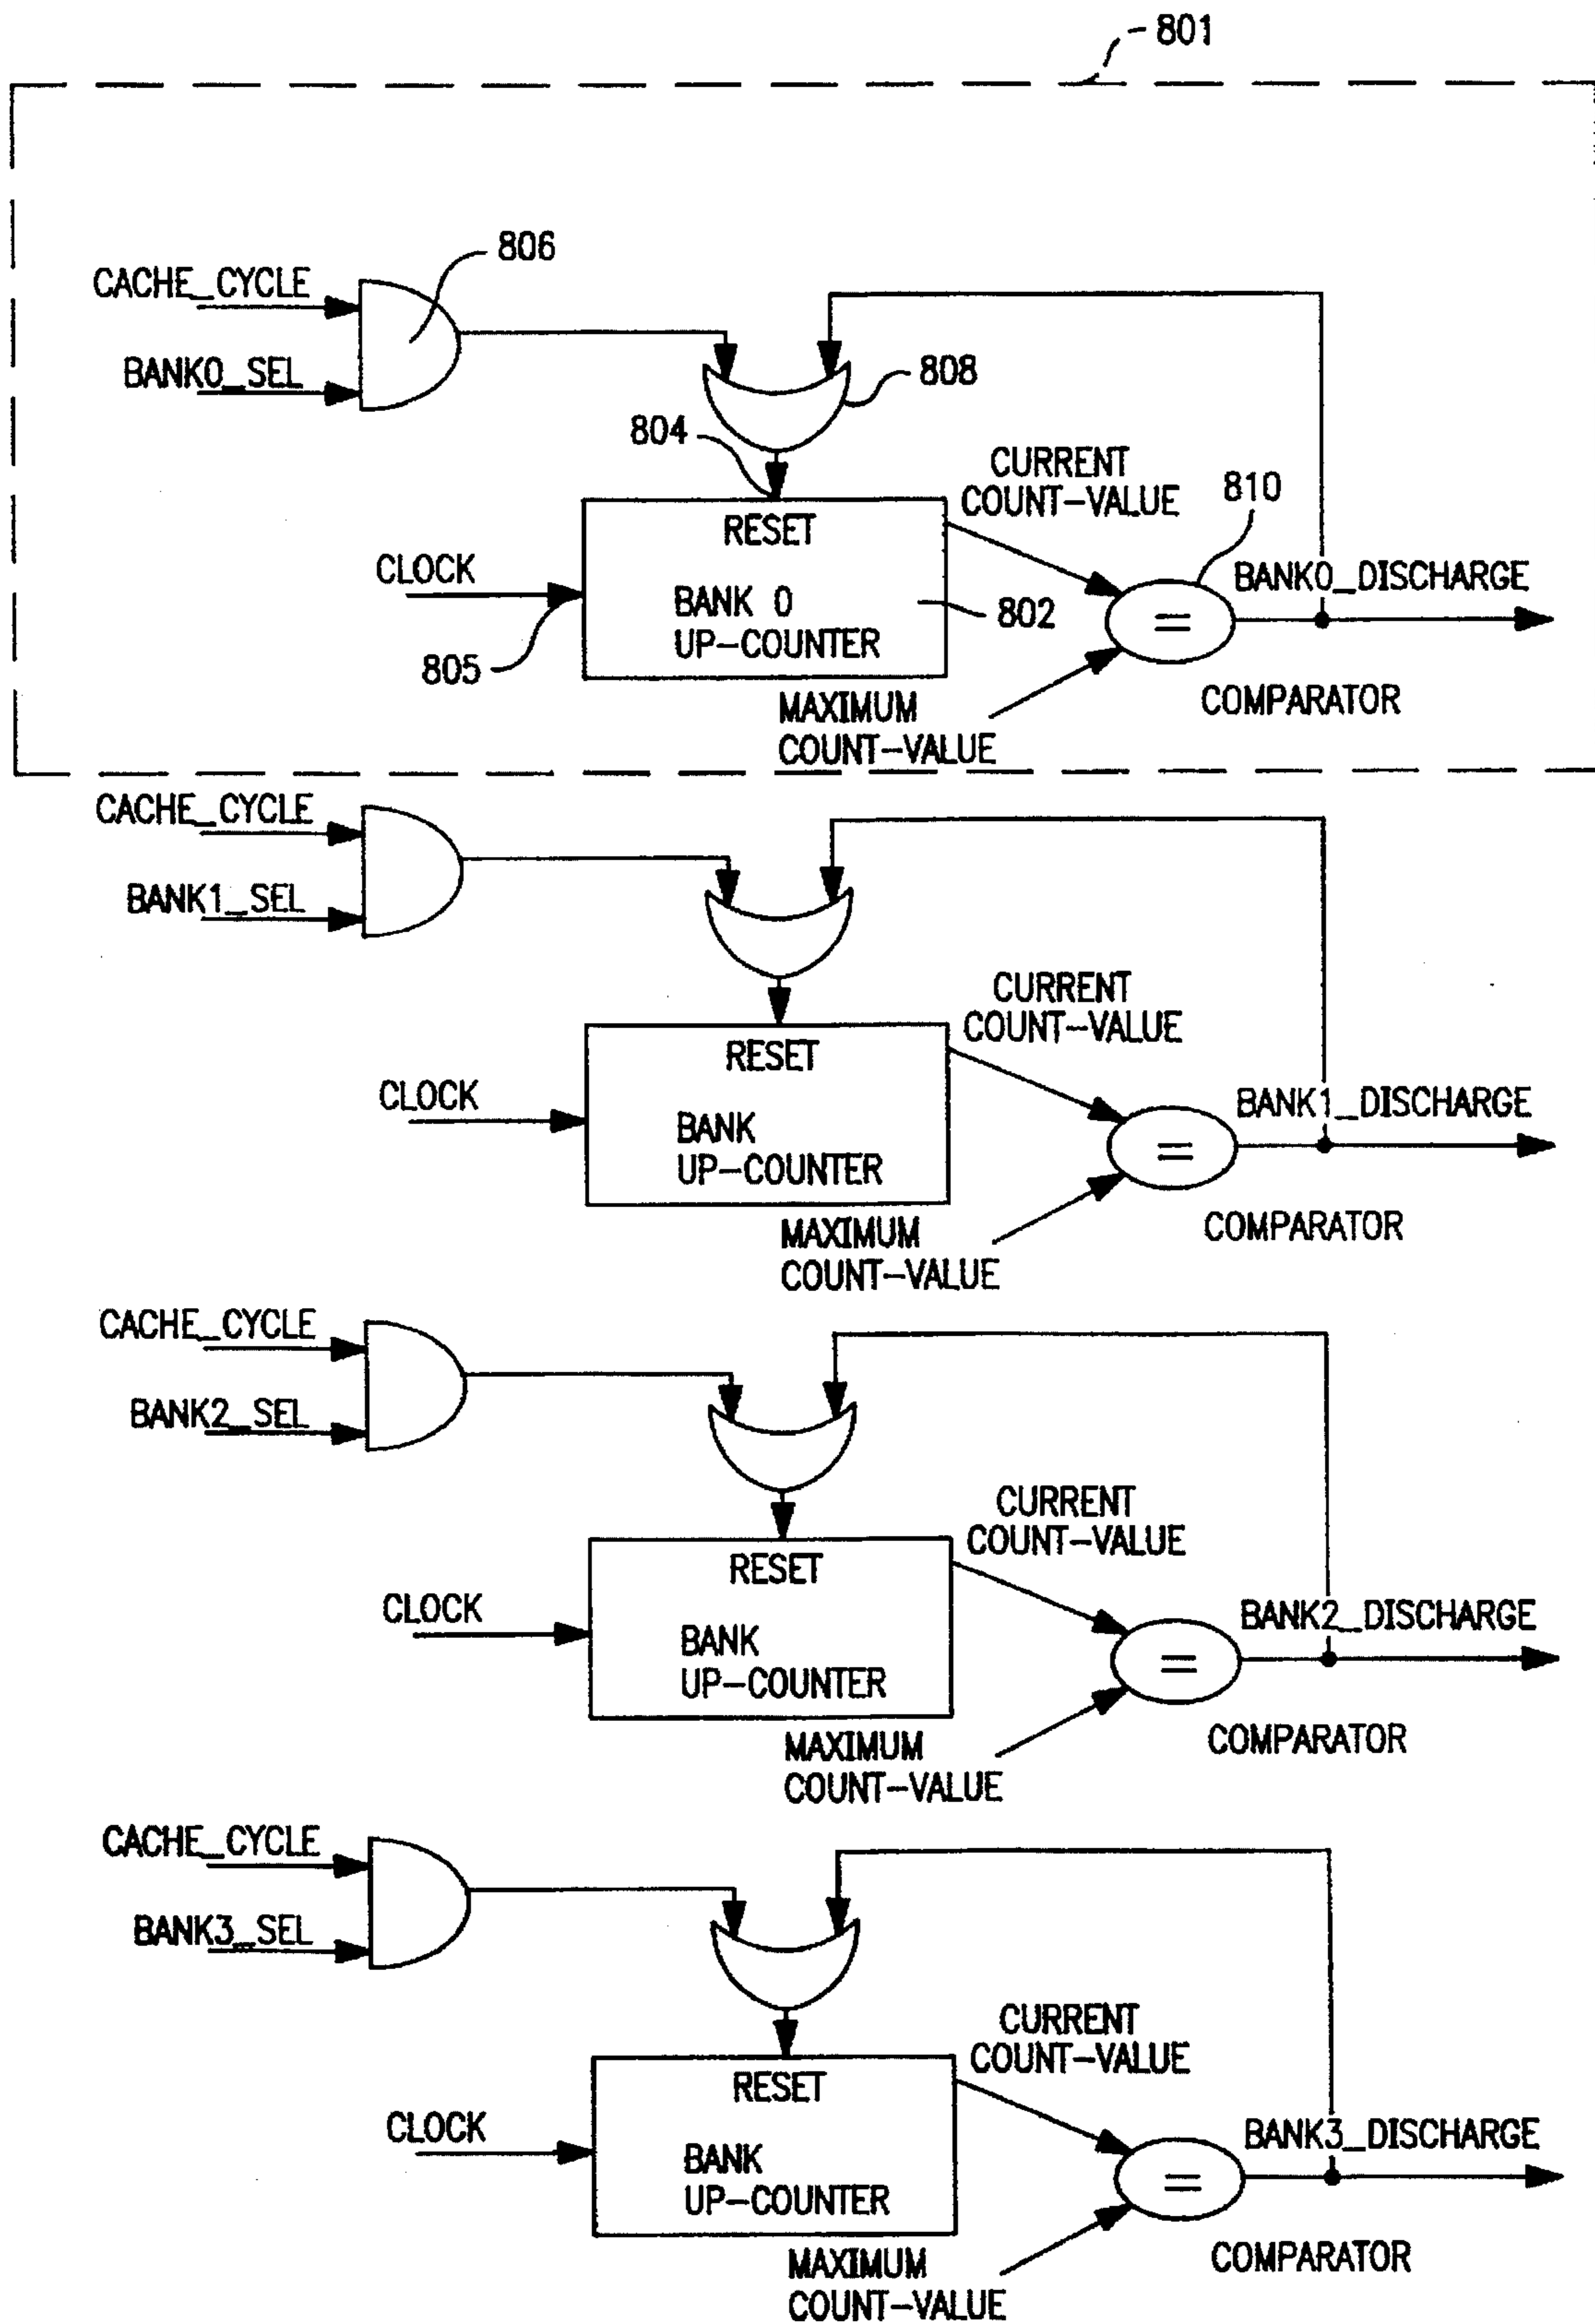 801
806
CACHE_CYCLE
BANK0_SEL
808
804
CURRENT
COUNT-VALUE
810
RESET
CLOCK
BANK 0
UP-COUNTER
802
805
BANK0_DISCHARGE
=
MAXIMUM
COUNT-VALUE
COMPARATOR
CACHE_CYCLE
BANK1_SEL
CURRENT
COUNT-VALUE
RESET
CLOCK
BANK
UP-COUNTER
BANK1_DISCHARGE
=
MAXIMUM
COUNT-VALUE
COMPARATOR
CACHE_CYCLE
BANK2_SEL
CURRENT
COUNT-VALUE
RESET
CLOCK
BANK
UP-COUNTER
BANK2_DISCHARGE
=
MAXIMUM
COUNT-VALUE
COMPARATOR
CACHE_CYCLE
BANK3_SEL
CURRENT
COUNT-VALUE
RESET
CLOCK
BANK
UP-COUNTER
BANK3_DISCHARGE
=
MAXIMUM
COUNT-VALUE
COMPARATOR